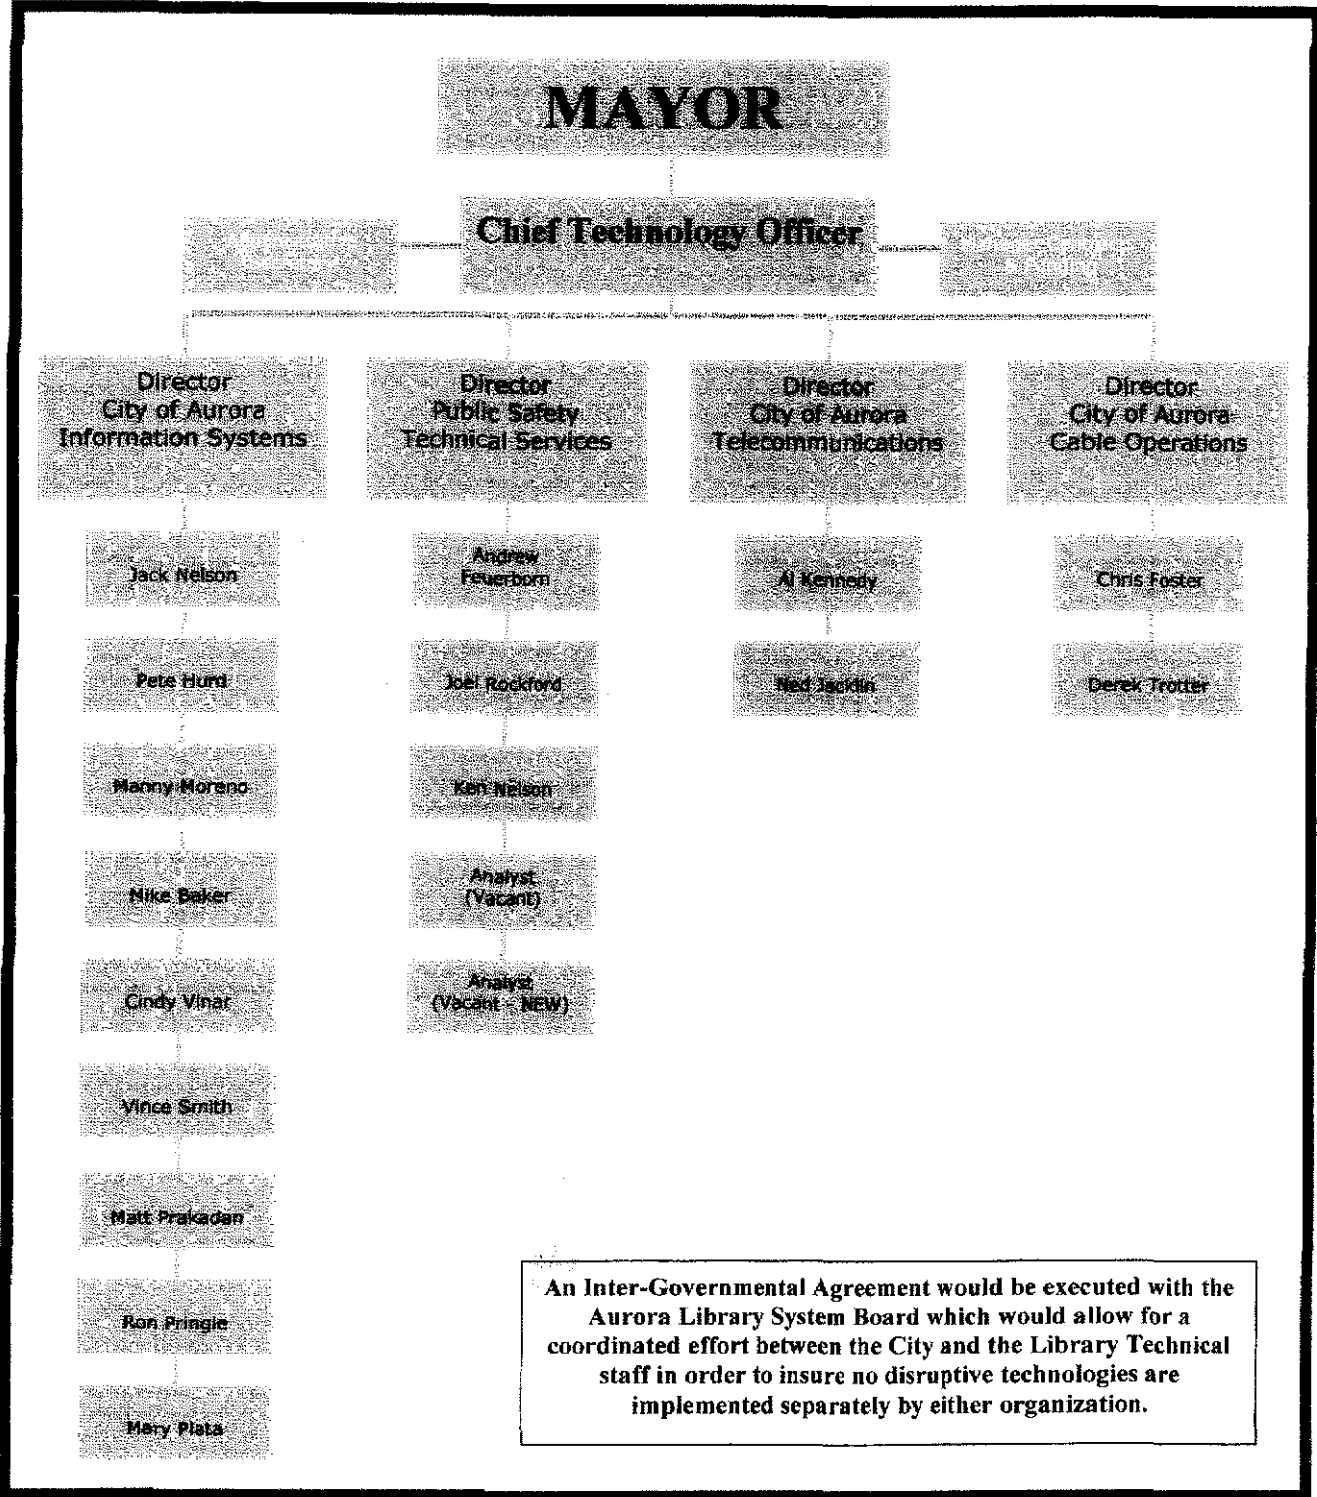 MAYOR
Chief Technology Officer
Director
City of Aurora
Information Systems
Director
Public Safety
Technical Services
Director
City of Aurora
Telecommunications
Director
City of Aurora
Cable Operations
Jack Nelson
Andrew
Feuerborn
Al Kennedy
Chris Foster
Pete Hurd
Joel Rockford
Ned Jacklin
Derek Trotter
Manny Moreno
Ken Nelson
Mike Baker
Analyst
(Vacant)
Cindy Vinar
Analyst
(Vacant - NEW)
Vince Smith
Matt Prakadan
Ron Pringle
Mary Plata
An Inter-Governmental Agreement would be executed with the
Aurora Library System Board which would allow for a
coordinated effort between the City and the Library Technical
staff in order to insure no disruptive technologies are
implemented separately by either organization.